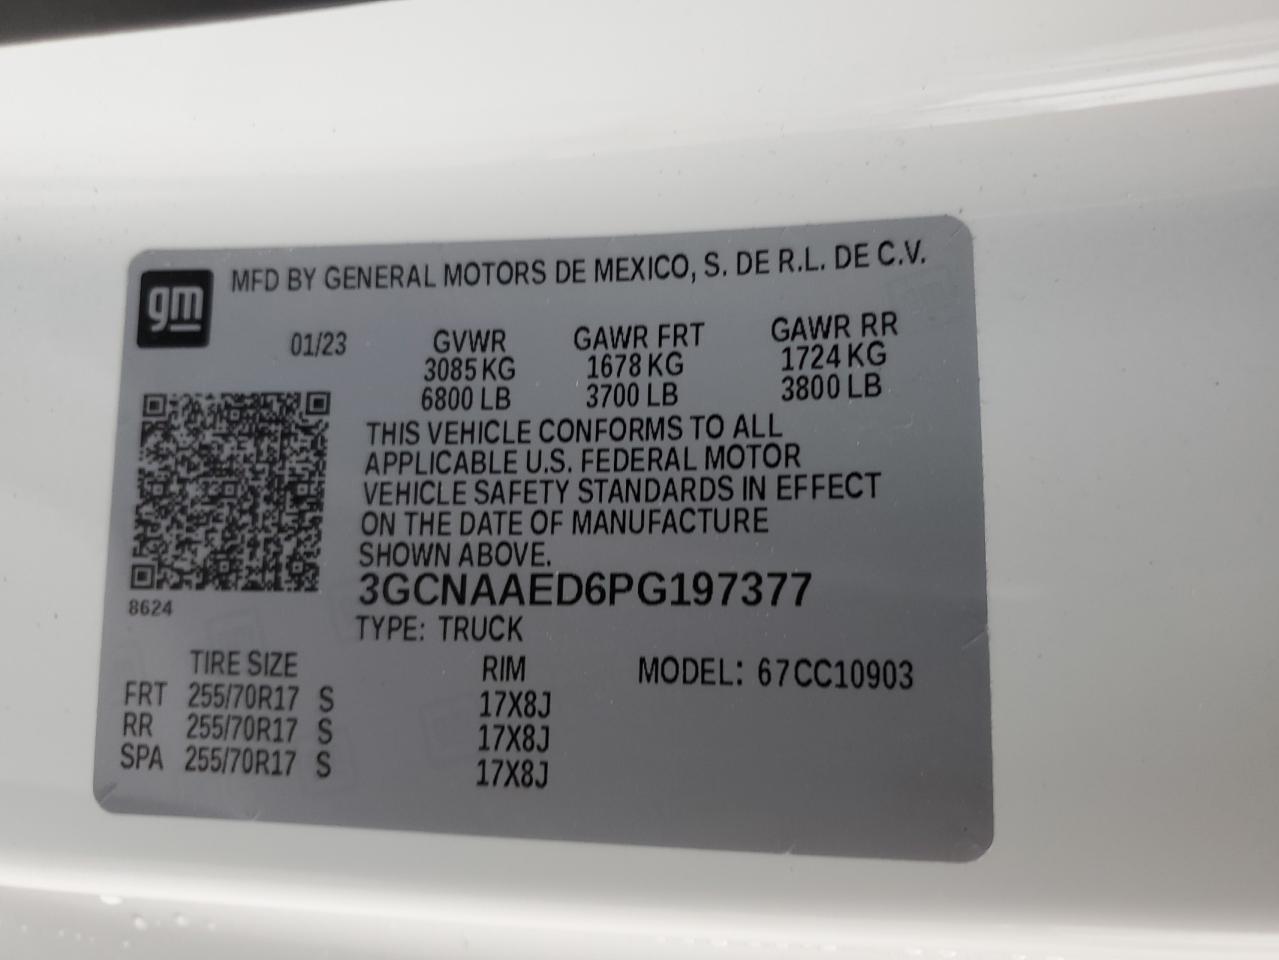 gm MFD BY GENERAL MOTORS DE MEXICO, S. DE R.L. DE C.V.
01/23 GVWR GAWR FRT GAWR RR
3085 KG 1678 KG 1724 KG
6800 LB 3700 LB 3800 LB
THIS VEHICLE CONFORMS TO ALL
APPLICABLE U.S. FEDERAL MOTOR
VEHICLE SAFETY STANDARDS IN EFFECT
ON THE DATE OF MANUFACTURE
SHOWN ABOVE.
3GCNAAED6PG197377
8624
TYPE: TRUCK
TIRE SIZE RIM MODEL: 67CC10903
FRT 255/70R17 S 17X8J
RR 255/70R17 S 17X8J
SPA 255/70R17 S 17X8J